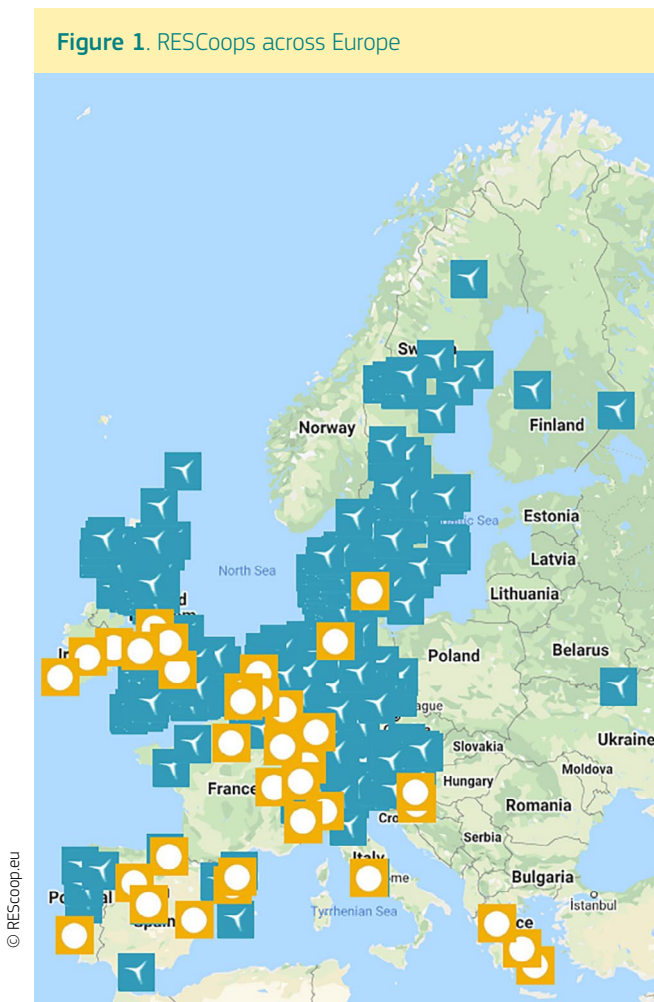 Figure 1. RESCoops across Europe
Norway
Finland
Estonia
Latvia
North Sea
Lithuania
Belarus
Poland
Ukraine
Slovakia
Moldova
France
Hungary
Romania
Serbia
Italy
Bulgaria
İstanbul
Tyrrhenian Sea
© REScoop.eu